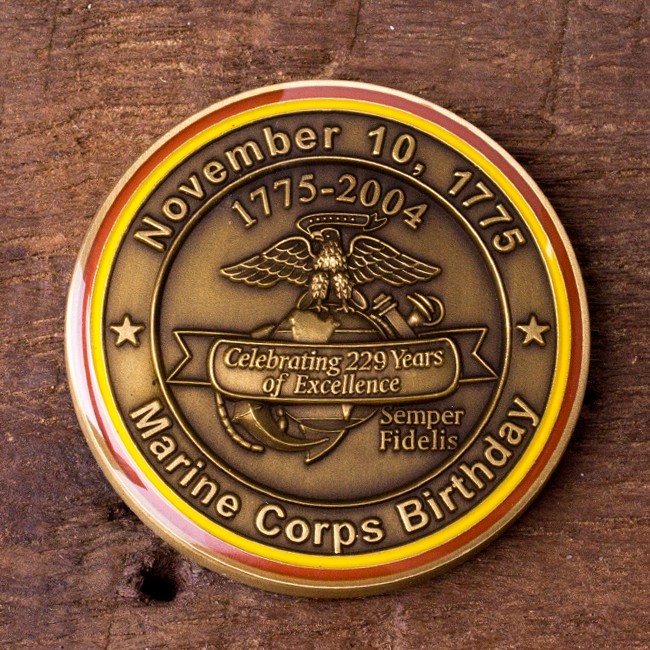 November 10, 1775
1775-2004
Celebrating 229 Years
of Excellence
Semper
Fidelis
Marine Corps Birthday